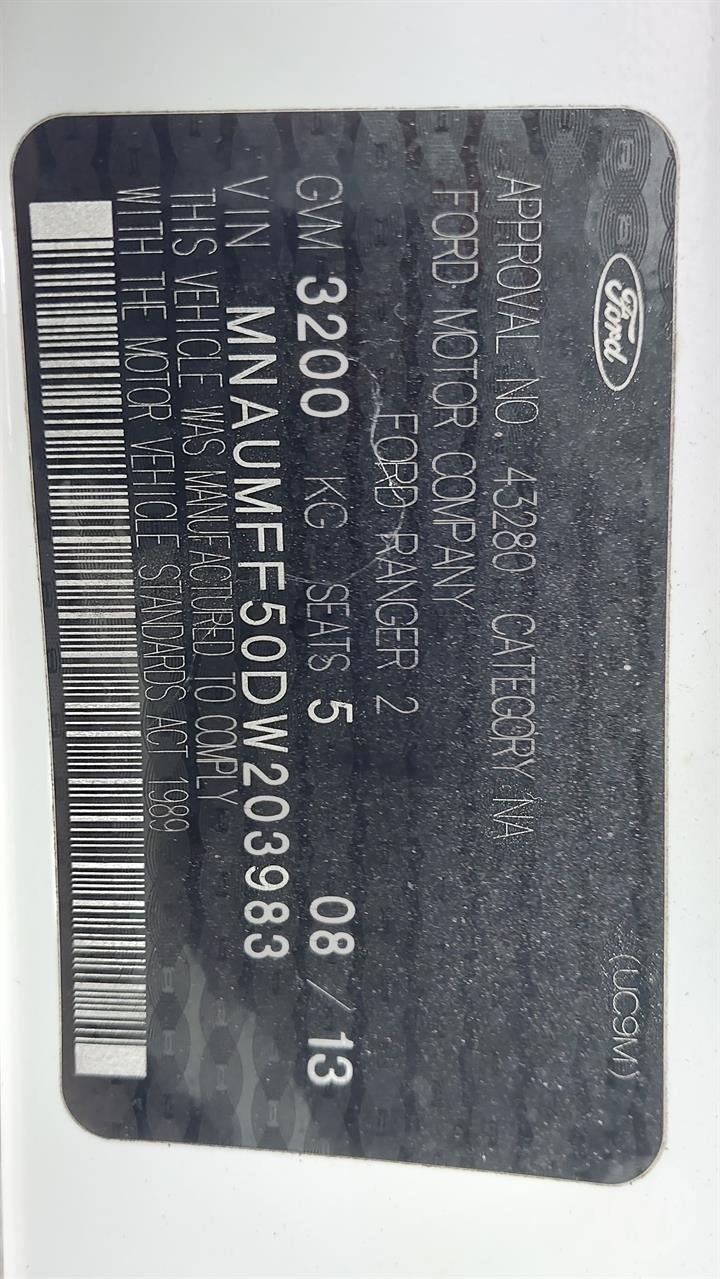 Ford
(UC9M)
APPROVAL NO. 43280 CATEGORY NA
FORD MOTOR COMPANY
FORD RANGER 2
GVM 3200 KG SEATS 5 08 / 13
VIN MNAUMFF50DW203983
THIS VEHICLE WAS MANUFACTURED TO COMPLY
WITH THE MOTOR VEHICLE STANDARDS ACT 1989